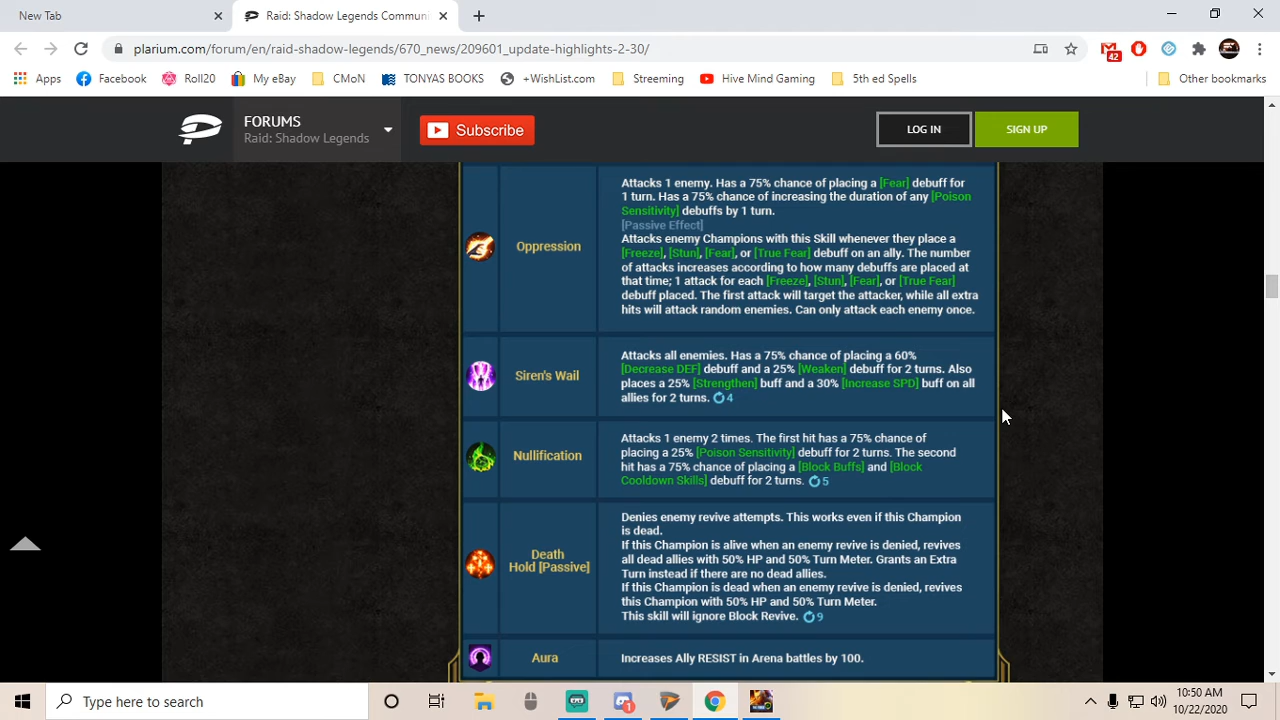 New Tab
Raid: Shadow Legends Communi
plarium.com/forum/en/raid-shadow-legends/670_news/209601_update-highlights-2-30/
42
Apps Facebook Roll20 My eBay CMoN TONYAS BOOKS +WishList.com Streeming Hive Mind Gaming 5th ed Spells Other bookmarks
FORUMS
Raid: Shadow Legends
Subscribe
LOG IN
SIGN UP
Oppression
Attacks 1 enemy. Has a 75% chance of placing a [Fear] debuff for
1 turn. Has a 75% chance of increasing the duration of any [Poison
Sensitivity] debuffs by 1 turn.
[Passive Effect]
Attacks enemy Champions with this Skill whenever they place a
[Freeze], [Stun], [Fear], or [True Fear] debuff on an ally. The number
of attacks increases according to how many debuffs are placed at
that time; 1 attack for each [Freeze], [Stun], [Fear], or [True Fear]
debuff placed. The first attack will target the attacker, while all extra
hits will attack random enemies. Can only attack each enemy once.
Siren's Wail
Attacks all enemies. Has a 75% chance of placing a 60%
[Decrease DEF] debuff and a 25% [Weaken] debuff for 2 turns. Also
places a 25% [Strengthen] buff and a 30% [Increase SPD] buff on all
allies for 2 turns. 4
Nullification
Attacks 1 enemy 2 times. The first hit has a 75% chance of
placing a 25% [Poison Sensitivity] debuff for 2 turns. The second
hit has a 75% chance of placing a [Block Buffs] and [Block
Cooldown Skills] debuff for 2 turns. 5
Death
Hold [Passive]
Denies enemy revive attempts. This works even if this Champion
is dead.
If this Champion is alive when an enemy revive is denied, revives
all dead allies with 50% HP and 50% Turn Meter. Grants an Extra
Turn instead if there are no dead allies.
If this Champion is dead when an enemy revive is denied, revives
this Champion with 50% HP and 50% Turn Meter.
This skill will ignore Block Revive. 9
Aura
Increases Ally RESIST in Arena battles by 100.
Type here to search
1
10:50 AM
10/22/2020